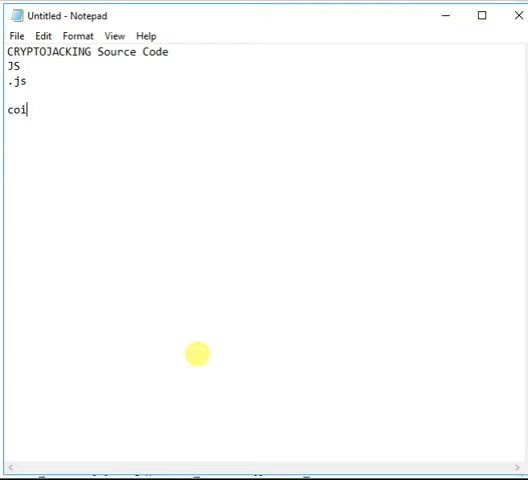 Untitled - Notepad
File Edit Format View Help
CRYPTOJACKING Source Code
JS
.js
coi